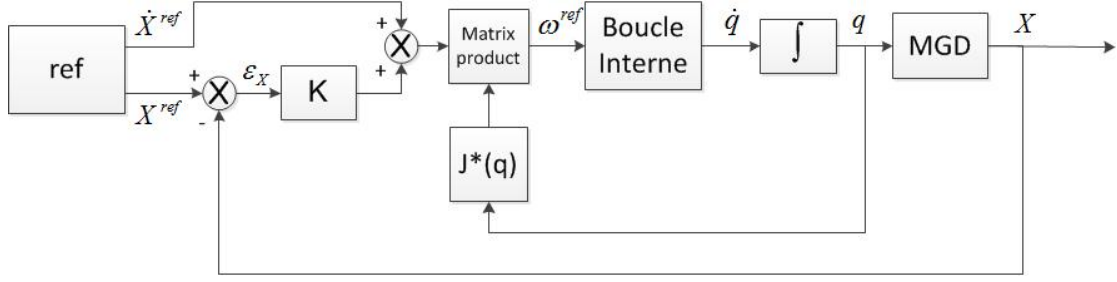 Ẋ^ref
ref
X^ref
+
-
ε_X
K
+
+
Matrix
product
J*(q)
ω^ref
Boucle
Interne
q̇
∫
q
MGD
X